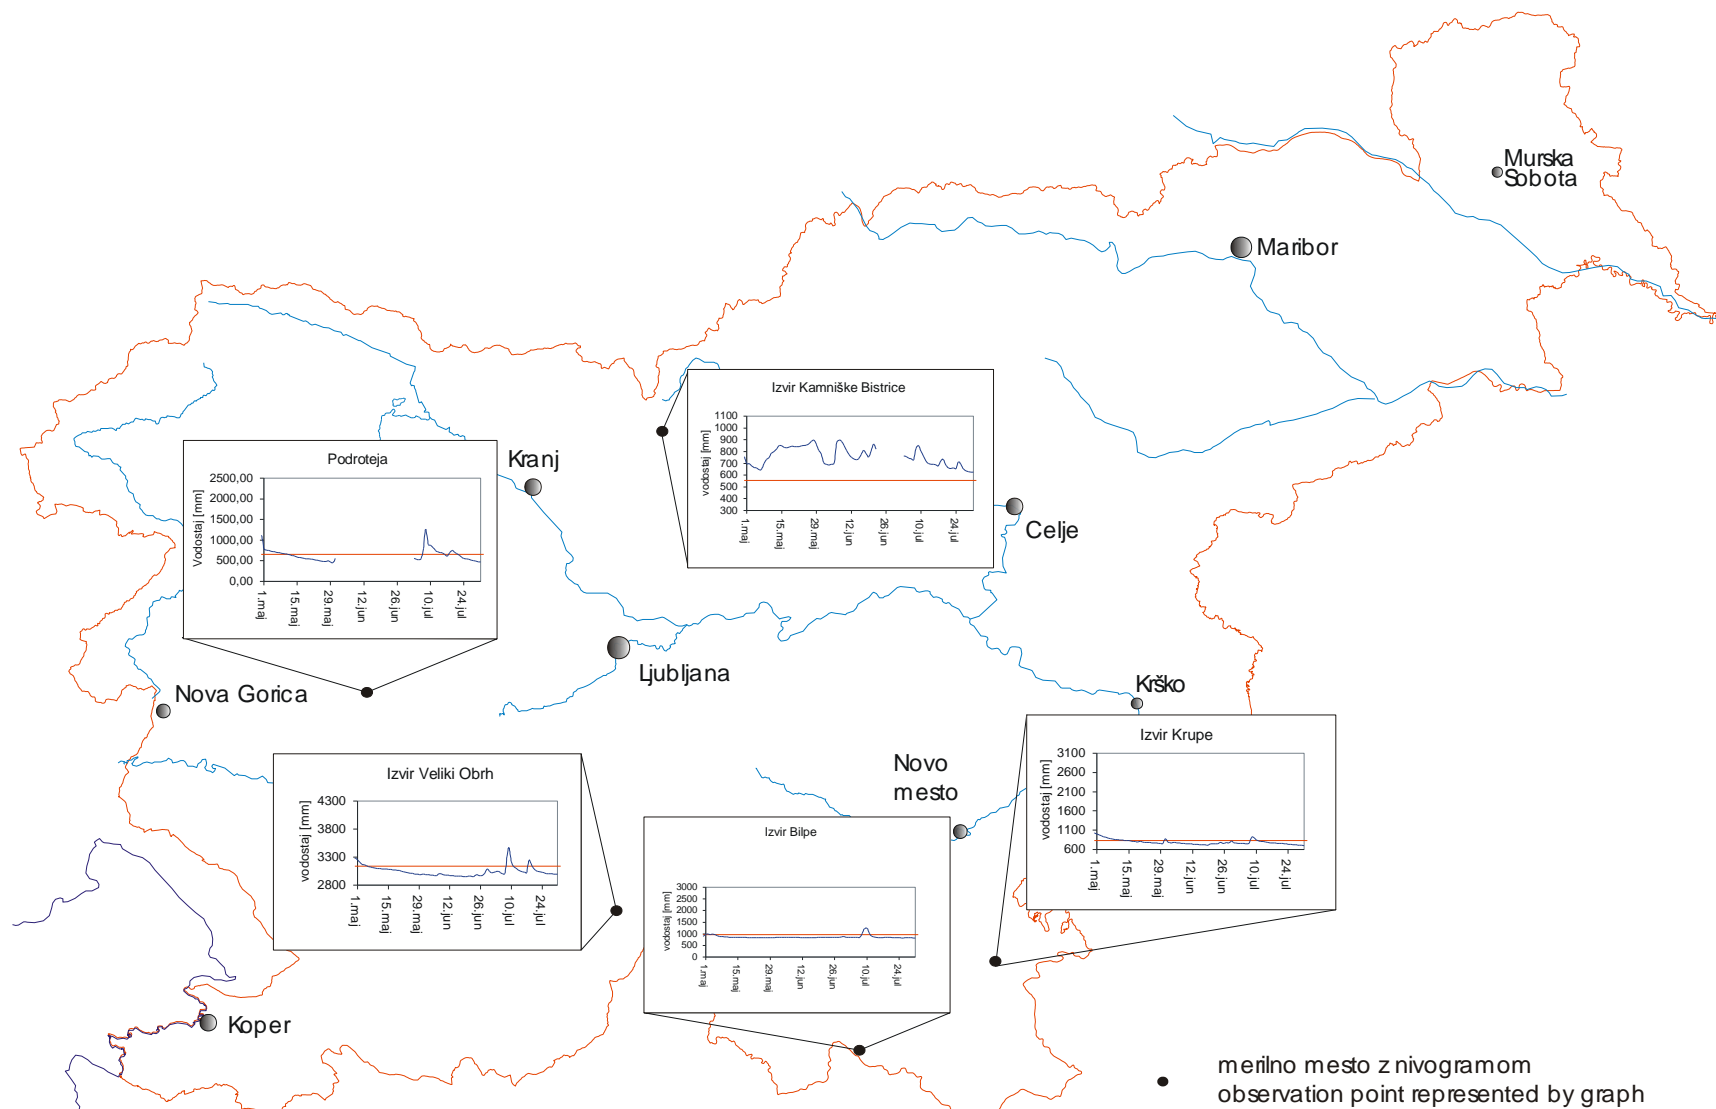 Murska
Sobota
Maribor
Izvir Kamniške Bistrice
vodostaj [mm]
1100
1000
900
800
700
600
500
400
300
1.maj
15.maj
29.maj
12.jun
26.jun
10.jul
24.jul
Podroteja
Vodostaj [mm]
2500,00
2000,00
1500,00
1000,00
500,00
0,00
1.maj
15.maj
29.maj
12.jun
26.jun
10.jul
24.jul
Kranj
Celje
Ljubljana
Nova Gorica
Krško
Izvir Krupe
vodostaj [mm]
3100
2600
2100
1600
1100
600
1.maj
15.maj
29.maj
12.jun
26.jun
10.jul
24.jul
Izvir Veliki Obrh
vodostaj [mm]
4300
3800
3300
2800
1.maj
15.maj
29.maj
12.jun
26.jun
10.jul
24.jul
Novo
mesto
Izvir Bilpe
vodostaj [mm]
3000
2500
2000
1500
1000
500
0
1.maj
15.maj
29.maj
12.jun
26.jun
10.jul
24.jul
Koper
merilno mesto z nivogramom
observation point represented by graph